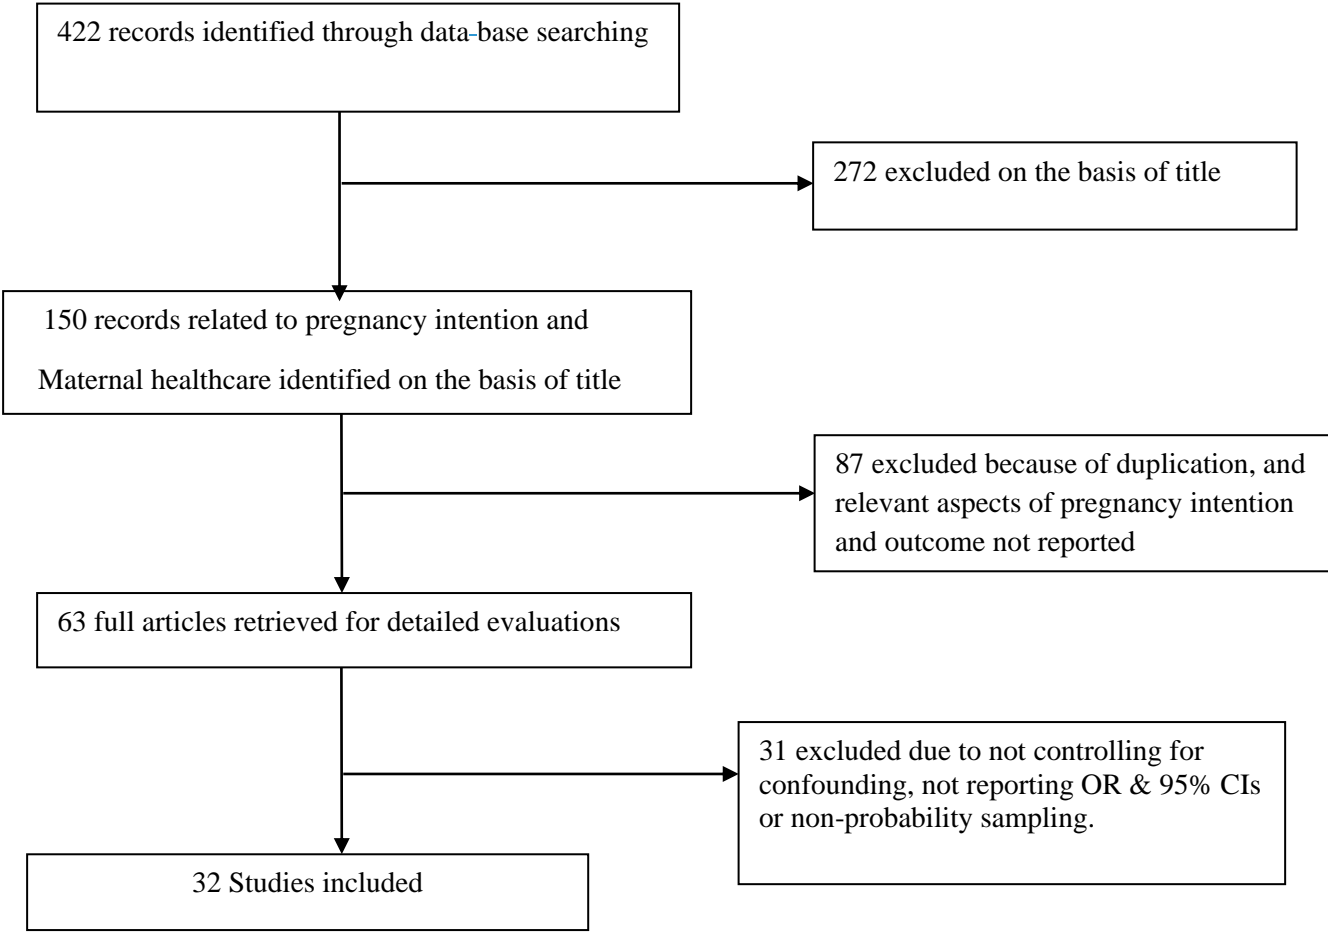 422 records identified through data-base searching
272 excluded on the basis of title
150 records related to pregnancy intention and
Maternal healthcare identified on the basis of title
87 excluded because of duplication, and
relevant aspects of pregnancy intention
and outcome not reported
63 full articles retrieved for detailed evaluations
31 excluded due to not controlling for
confounding, not reporting OR & 95% CIs
or non-probability sampling.
32 Studies included